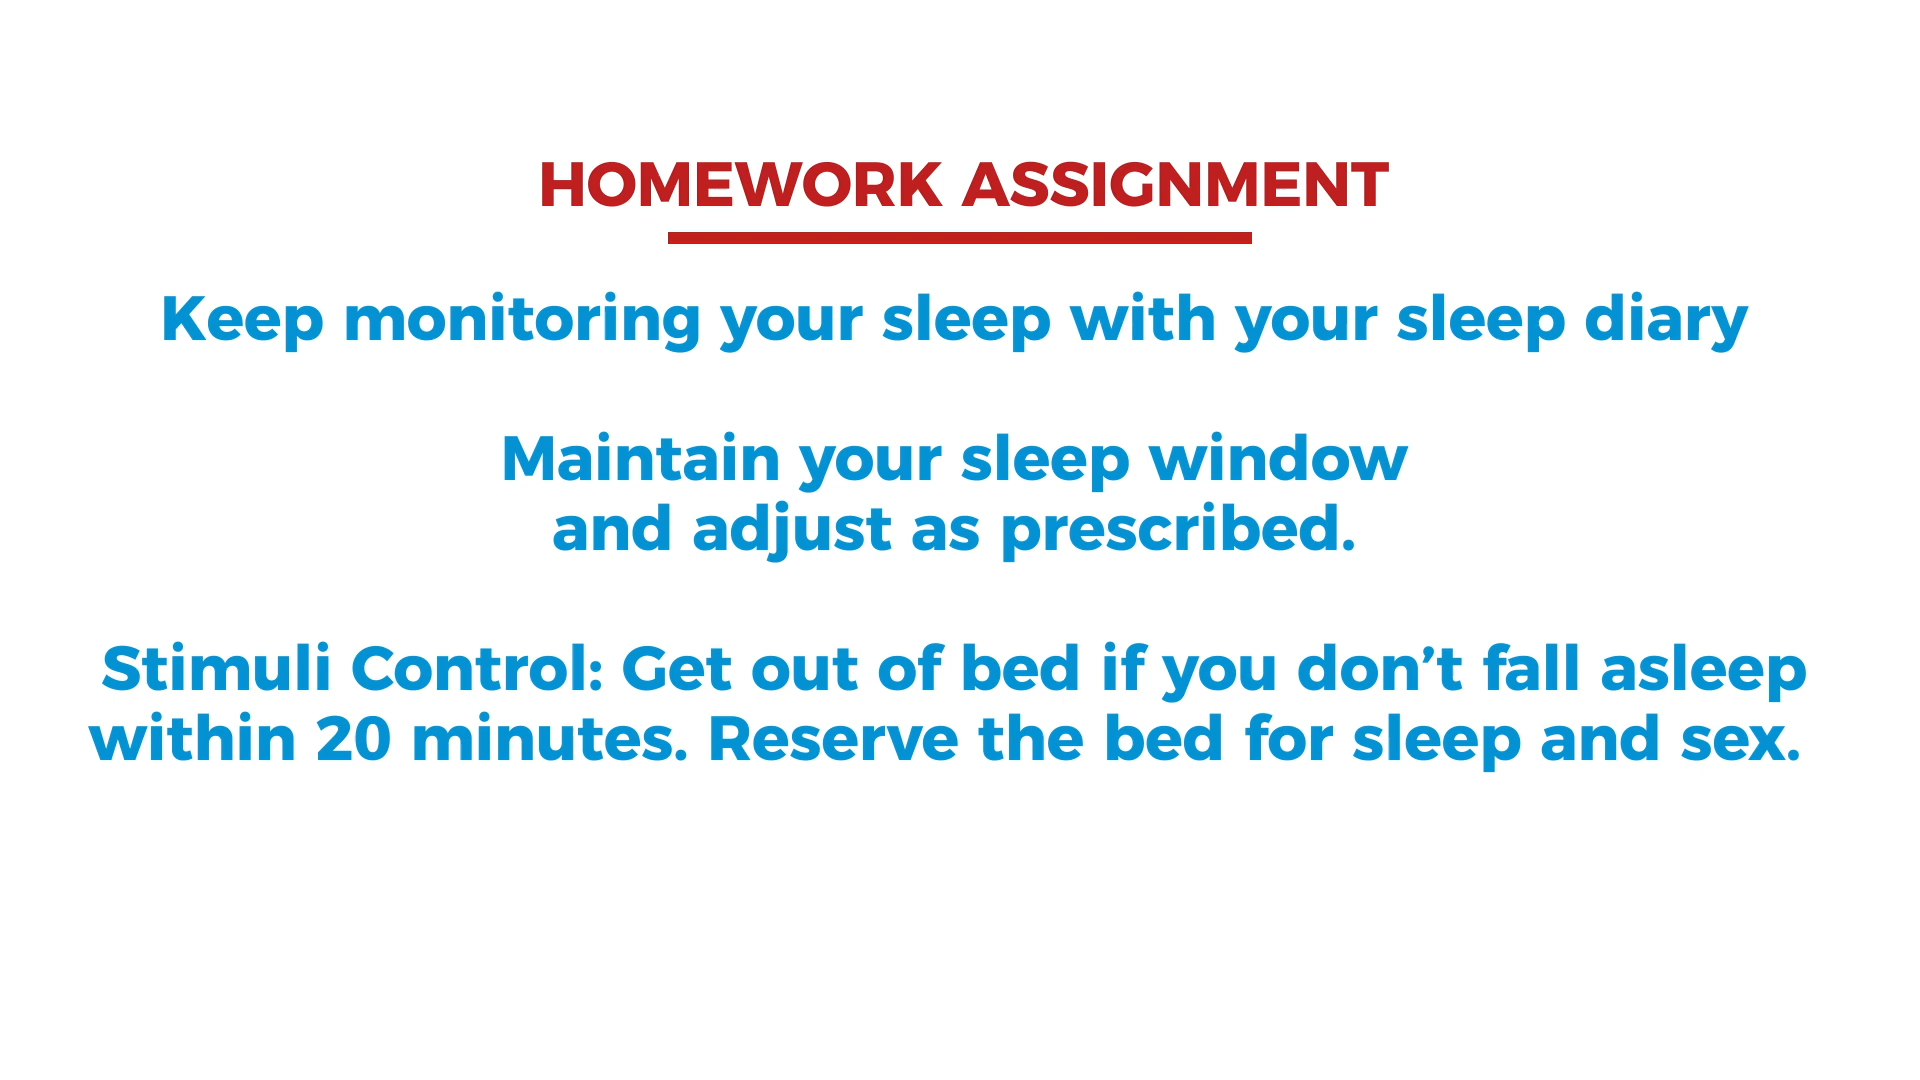 HOMEWORK ASSIGNMENT
Keep monitoring your sleep with your sleep diary
Maintain your sleep window
and adjust as prescribed.
Stimuli Control: Get out of bed if you don’t fall asleep
within 20 minutes. Reserve the bed for sleep and sex.